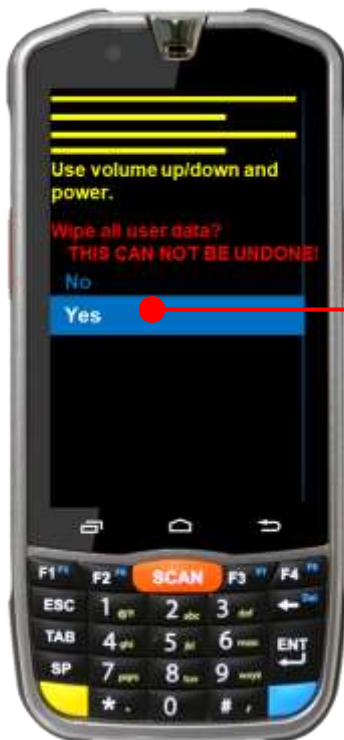 Use volume up/down and
power.
Wipe all user data?
THIS CAN NOT BE UNDONE!
No
Yes
F1 F2 SCAN F3 F4
ESC 1 2 abc 3 def
TAB 4 ghi 5 jkl 6 mno ENT
SP 7 pqrs 8 tuv 9 wxyz
* . 0 # ,